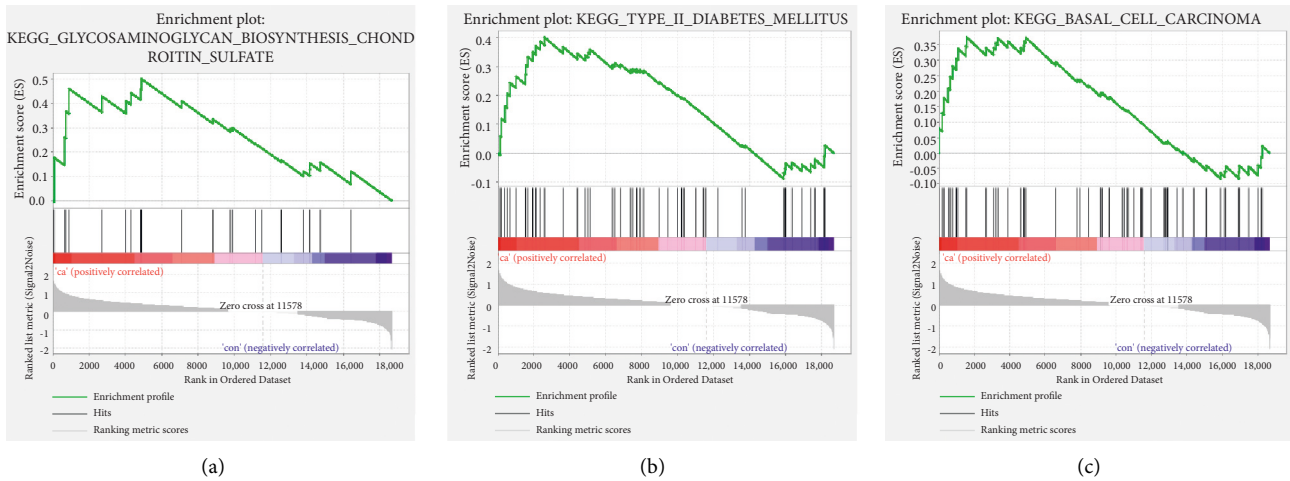 Enrichment plot:
KEGG_GLYCOSAMINOGLYCAN_BIOSYNTHESIS_CHOND
ROITIN_SULFATE
Enrichment score (ES)
0.5
0.4
0.3
0.2
0.1
0.0
'ca' (positively correlated)
Ranked list metric (Signal2Noise)
2
1
0
-1
-2
Zero cross at 11578
'con' (negatively correlated)
0 2000 4000 6000 8000 10,000 12,000 14,000 16,000 18,000
Rank in Ordered Dataset
Enrichment profile
Hits
Ranking metric scores
(a)
Enrichment plot: KEGG_TYPE_II_DIABETES_MELLITUS
Enrichment score (ES)
0.4
0.3
0.2
0.1
0.0
-0.1
'ca' (positively correlated)
Ranked list metric (Signal2Noise)
2
1
0
-1
-2
Zero cross at 11578
'con' (negatively correlated)
0 2000 4000 6000 8000 10,000 12,000 14,000 16,000 18,000
Rank in Ordered Dataset
Enrichment profile
Hits
Ranking metric scores
(b)
Enrichment plot: KEGG_BASAL_CELL_CARCINOMA
Enrichment score (ES)
0.35
0.30
0.25
0.20
0.15
0.10
0.05
0.00
-0.05
-0.10
'ca' (positively correlated)
Ranked list metric (Signal2Noise)
2
1
0
-1
-2
Zero cross at 11578
'con' (negatively correlated)
0 2000 4000 6000 8000 10,000 12,000 14,000 16,000 18,000
Rank in Ordered Dataset
Enrichment profile
Hits
Ranking metric scores
(c)